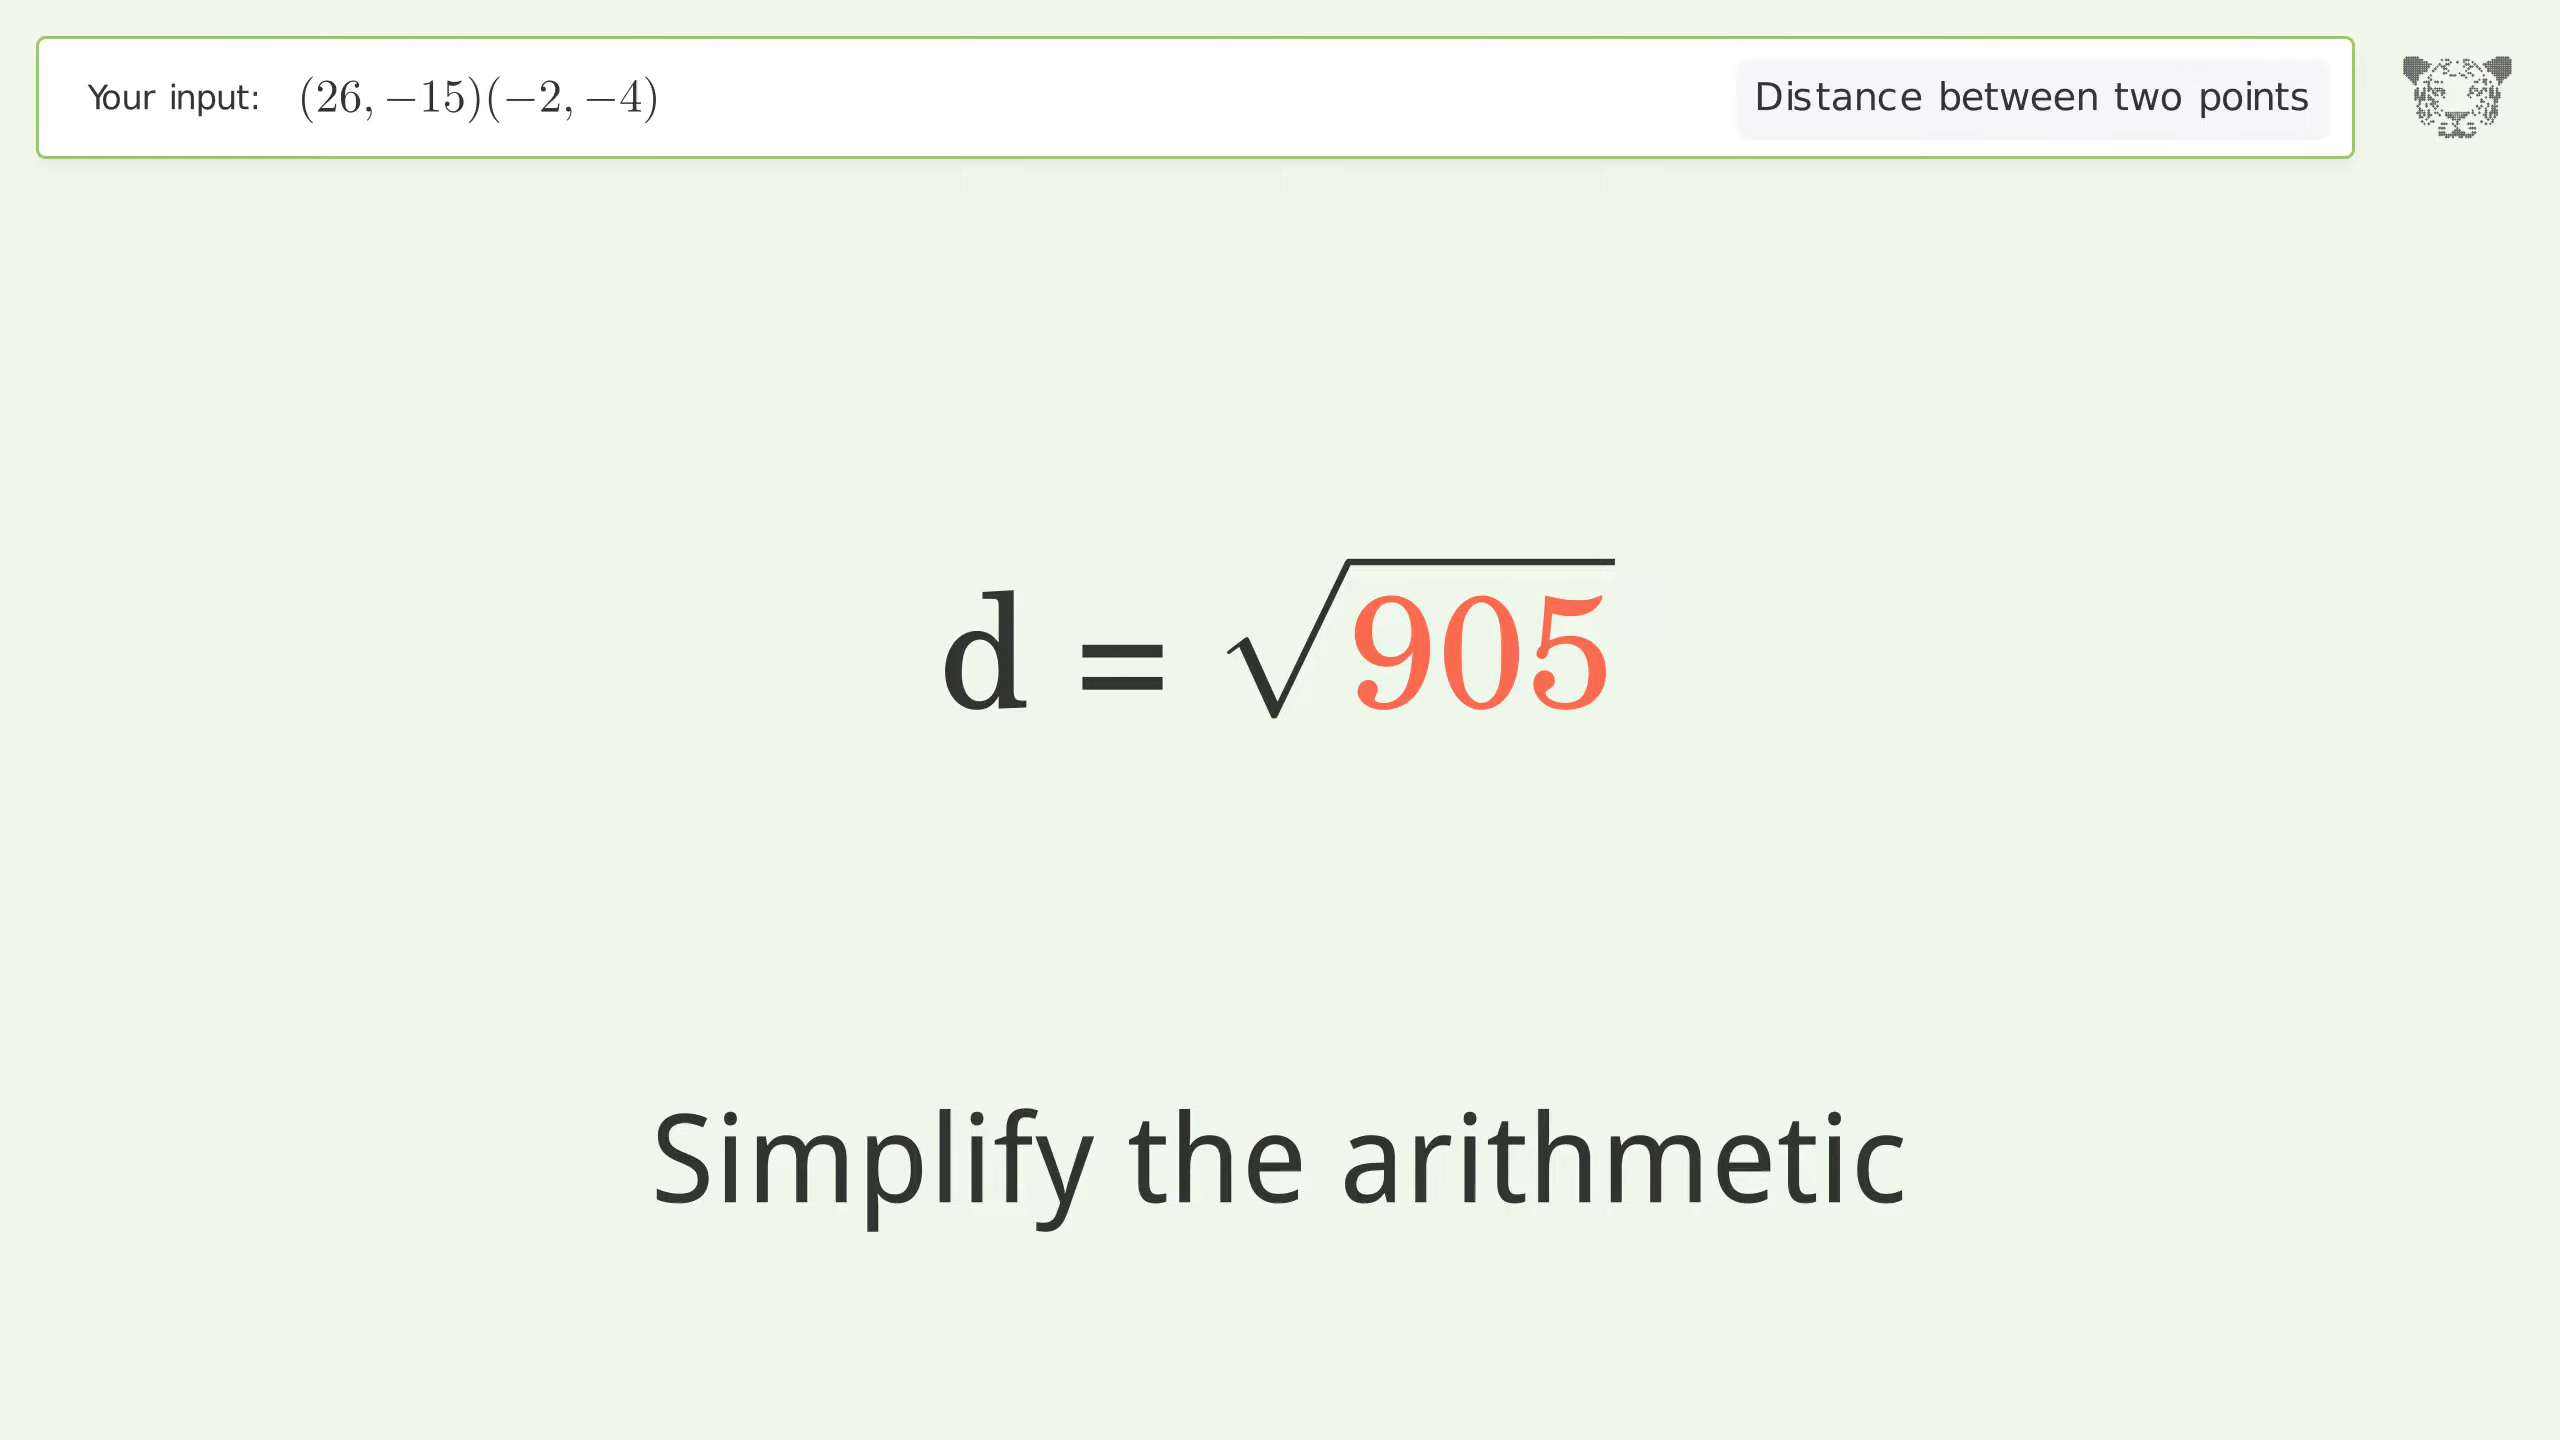 Your input: (26, −15)(−2, −4) Distance between two points
d = √905
Simplify the arithmetic